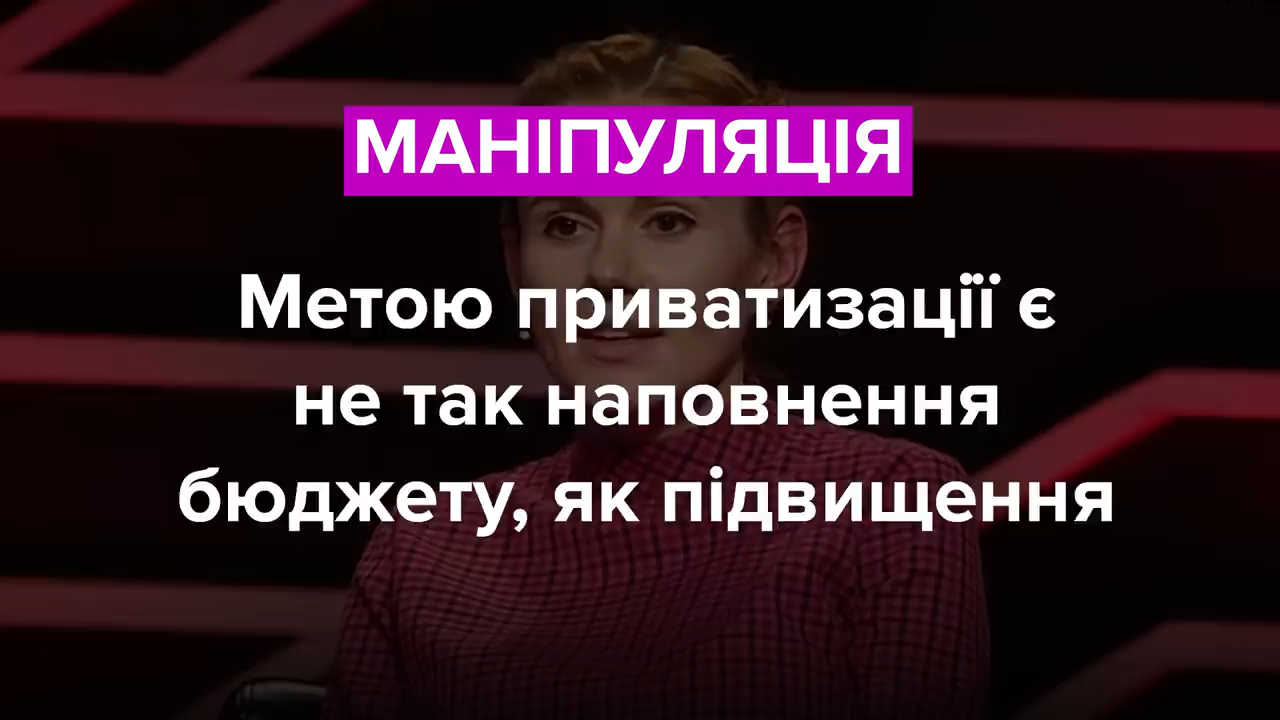 МАНІПУЛЯЦІЯ
Метою приватизації є
не так наповнення
бюджету, як підвищення